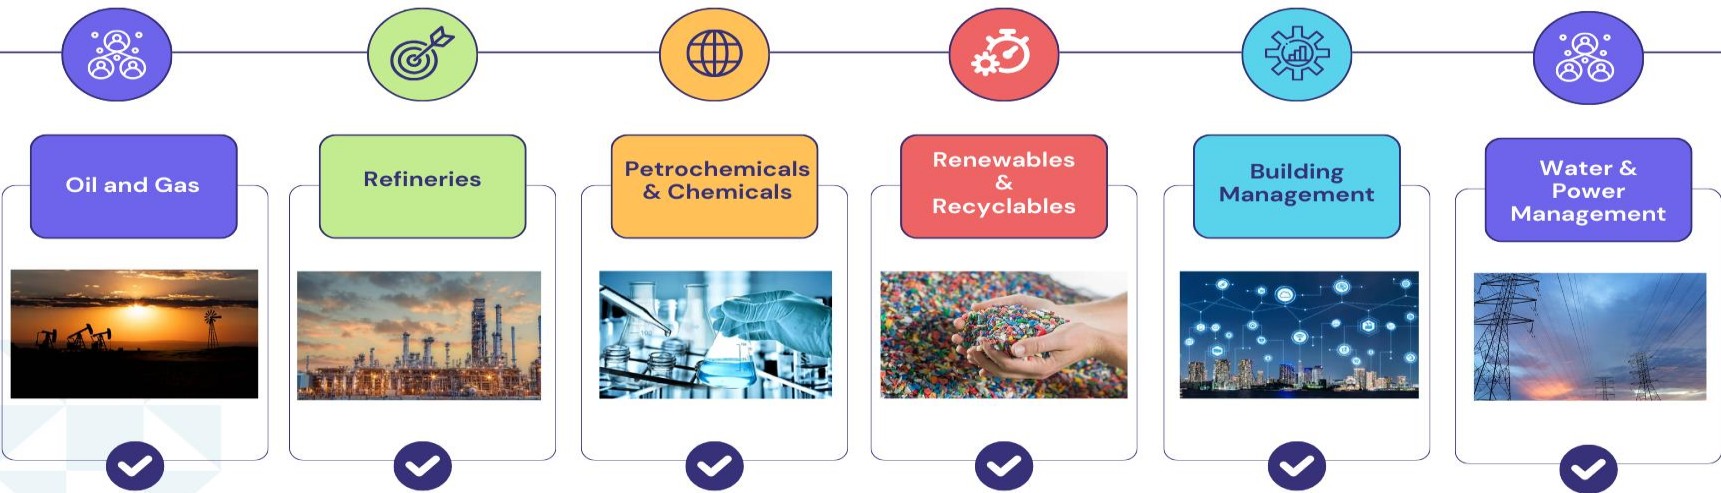 Oil and Gas
Refineries
Petrochemicals
& Chemicals
Renewables
&
Recyclables
Building
Management
Water &
Power
Management